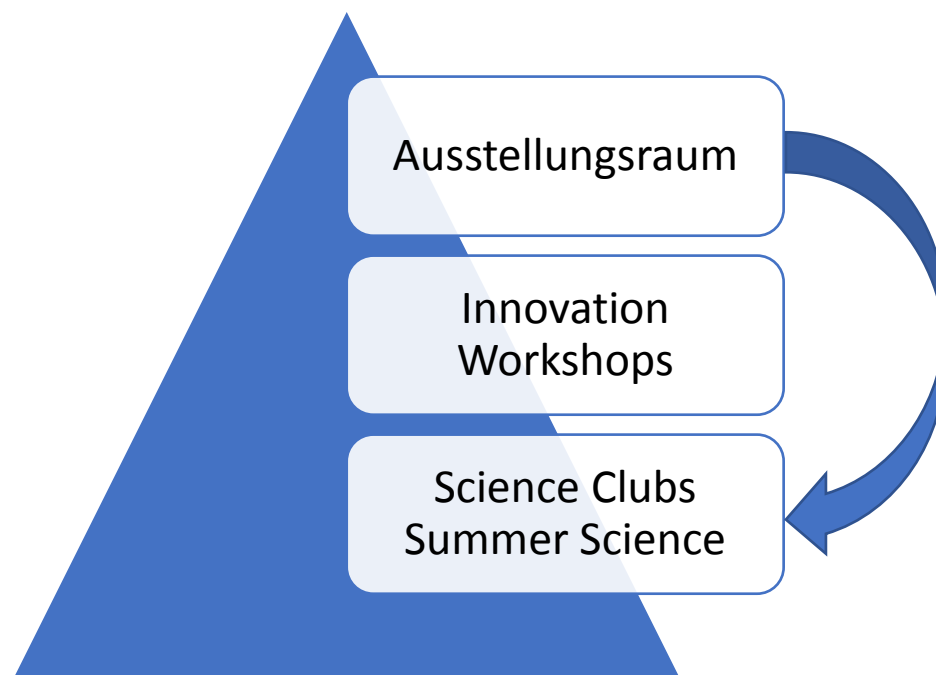 Ausstellungsraum
Innovation
Workshops
Science Clubs
Summer Science